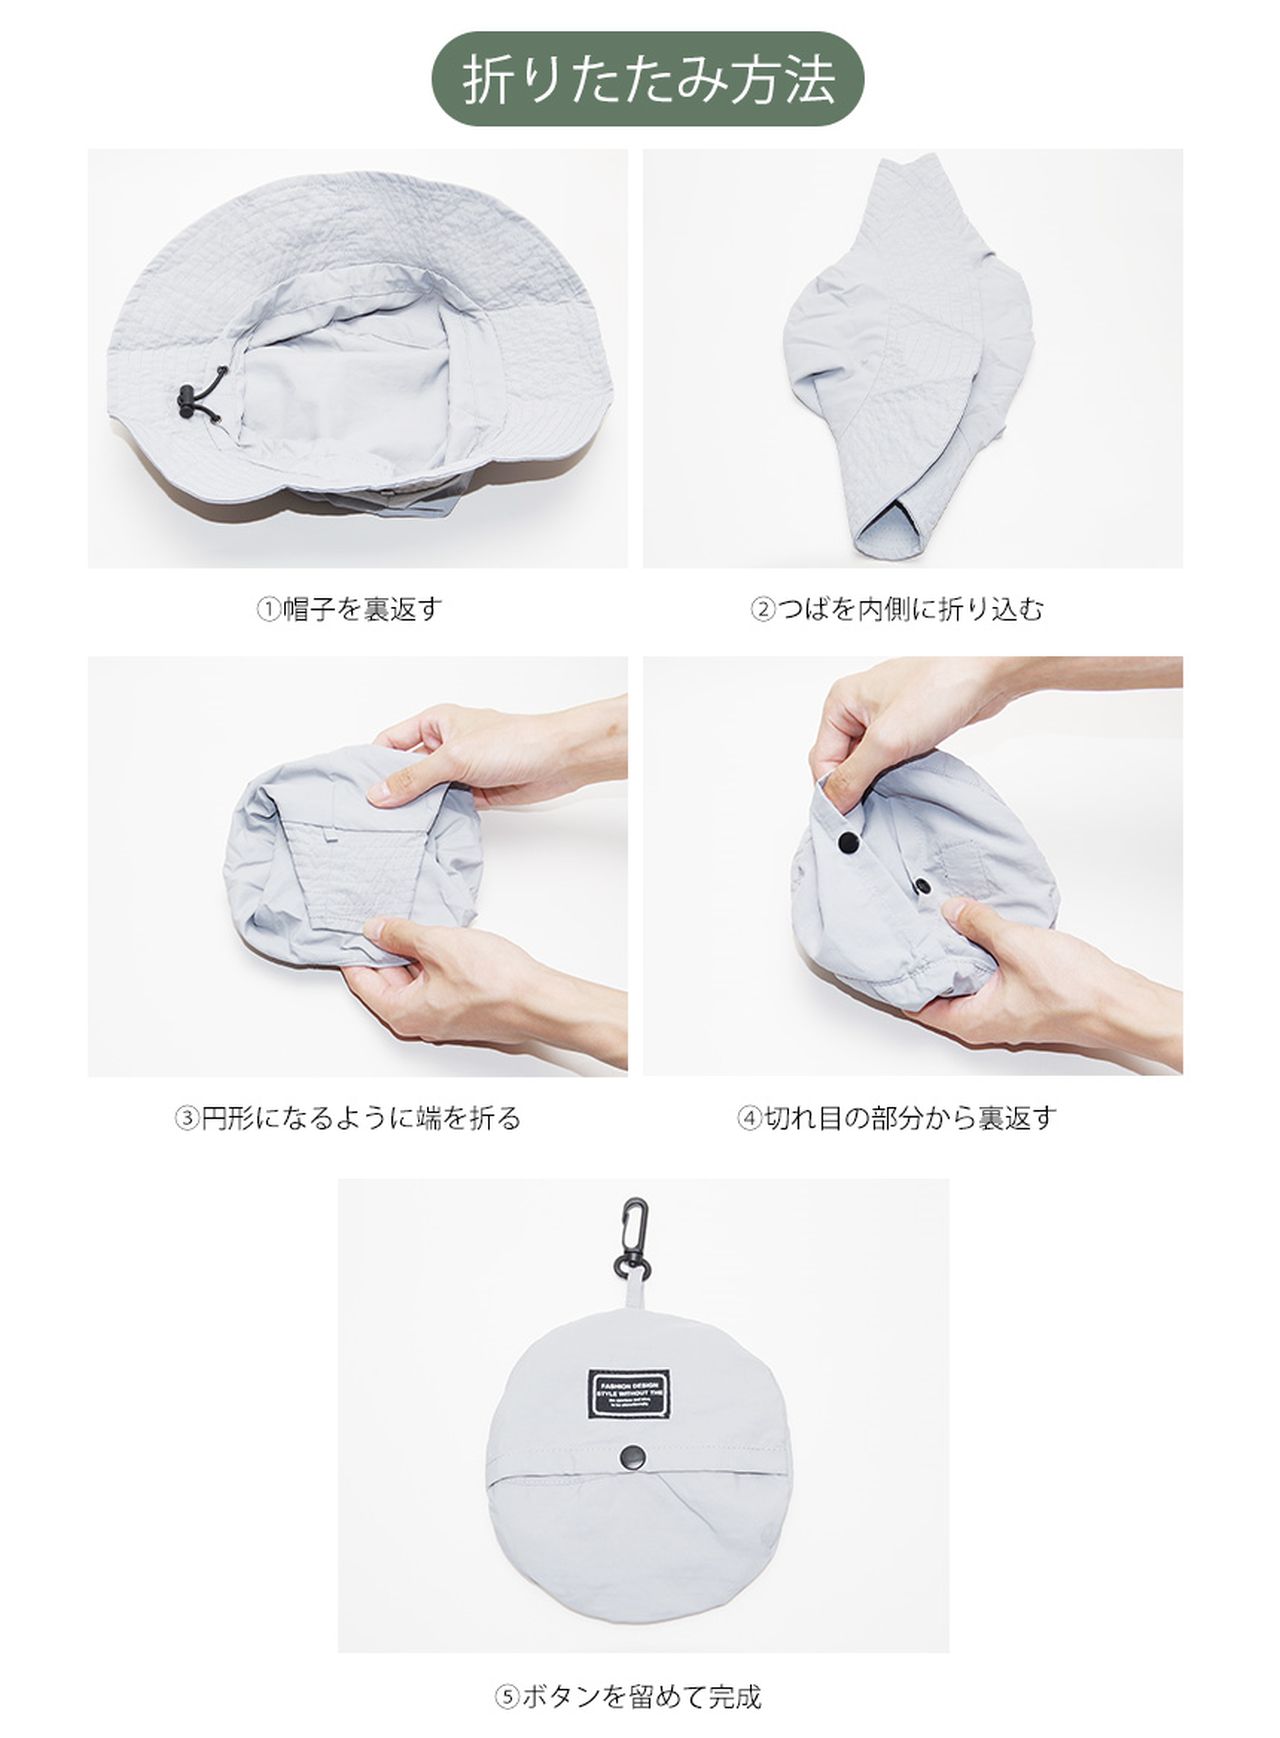 折りたたみ方法
①帽子を裏返す
②つばを内側に折り込む
③円形になるように端を折る
④切れ目の部分から裏返す
FASHION DESIGN
STYLE WITHOUT THE
⑤ボタンを留めて完成